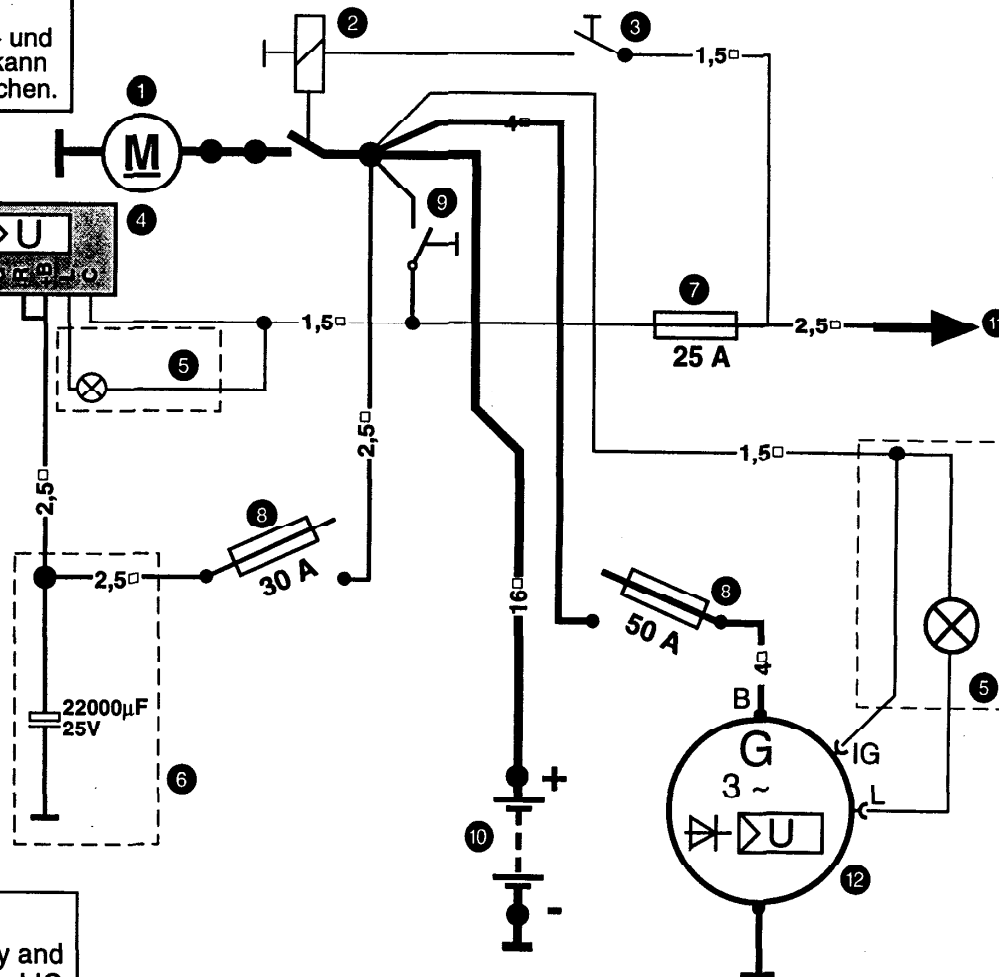 und
kann
chen.
2
3
1,5□
1
M
4□
9
4
U
R
+B
L
C
7
1,5□
2,5□
25 A
5
2,5□
1,5□
2,5□
8
2,5□
30 A
16□
8
50 A
4□
5
B
22000µF
25V
G
IG
3 ~
6
+
L
10
U
12
-
y and